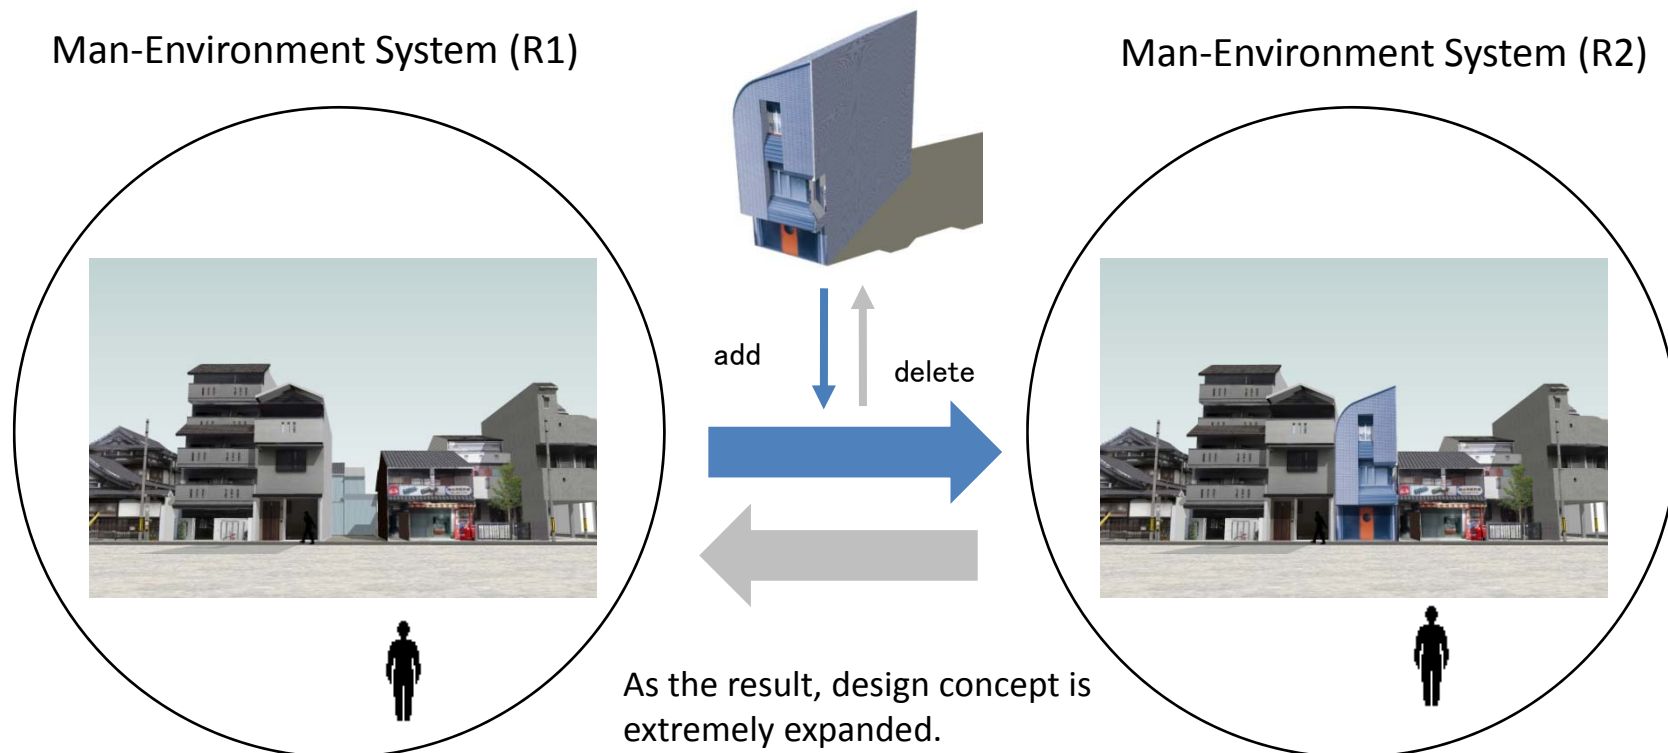 Man-Environment System (R1)
Man-Environment System (R2)
add
delete
As the result, design concept is
extremely expanded.